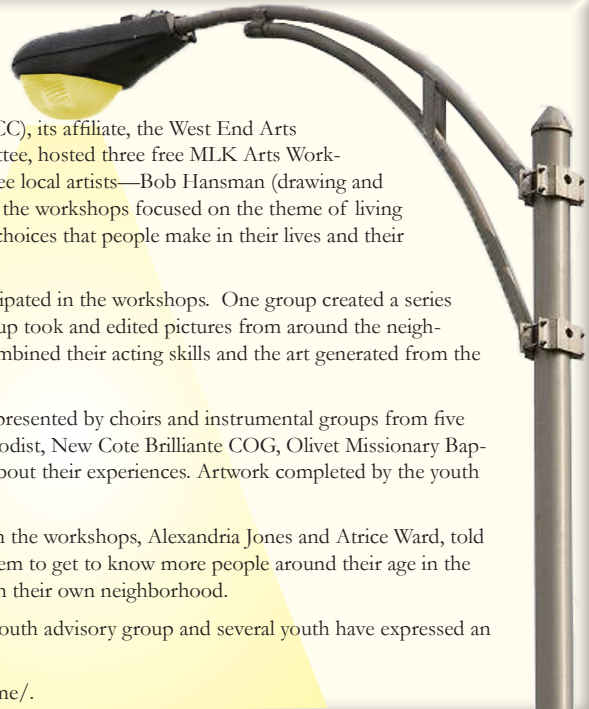 CC), its affiliate, the West End Arts
ttee, hosted three free MLK Arts Work-
ee local artists—Bob Hansman (drawing and
the workshops focused on the theme of living
choices that people make in their lives and their
ipated in the workshops. One group created a series
up took and edited pictures from around the neigh-
mbined their acting skills and the art generated from the
presented by choirs and instrumental groups from five
odist, New Cote Brilliante COG, Olivet Missionary Bap-
bout their experiences. Artwork completed by the youth
n the workshops, Alexandria Jones and Atrice Ward, told
em to get to know more people around their age in the
n their own neighborhood.
outh advisory group and several youth have expressed an
me/.